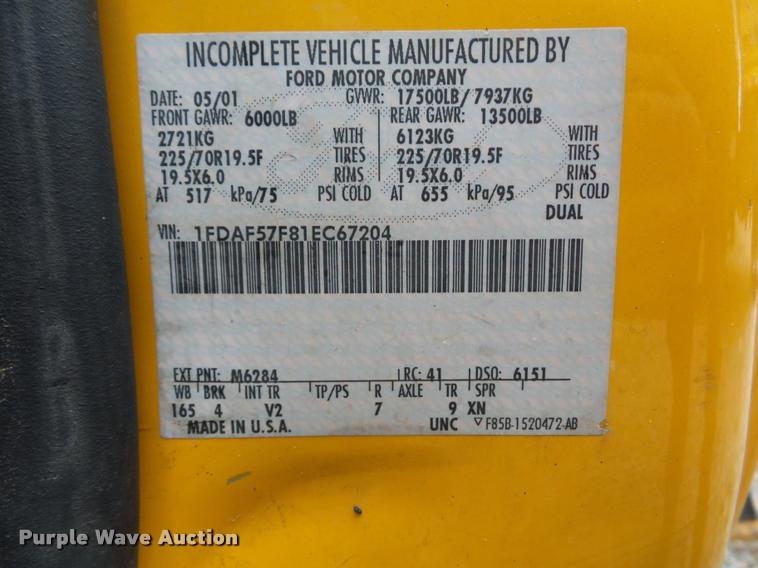 INCOMPLETE VEHICLE MANUFACTURED BY
FORD MOTOR COMPANY
DATE: 05/01 GVWR: 17500LB/ 7937KG
FRONT GAWR: 6000LB REAR GAWR: 13500LB
2721KG WITH 6123KG WITH
225/70R19.5F TIRES 225/70R19.5F TIRES
19.5X6.0 RIMS 19.5X6.0 RIMS
AT 517 kPa/75 PSI COLD AT 655 kPa/95 PSI COLD
DUAL
VIN: 1FDAF57F81EC67204
EXT PNT: M6284 RC: 41 DSO: 6151
WB BRK INT TR TP/PS R AXLE TR SPR
165 4 V2 7 9 XN
MADE IN U.S.A. UNC ▽ F85B-1520472-AB
Purple Wave Auction